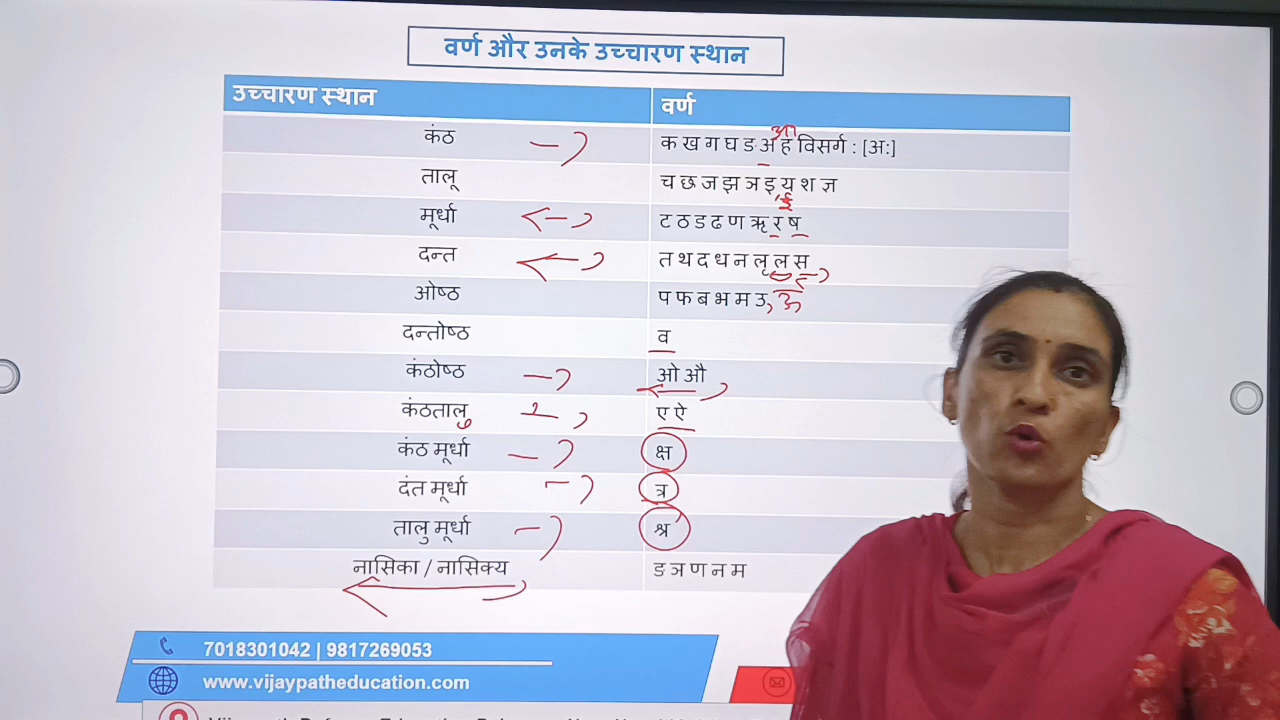 वर्ण और उनके उच्चारण स्थान
उच्चारण स्थान वर्ण
कंठ क ख ग घ ङ अ ह विसर्ग : [अः] आ
तालू च छ ज झ ञ इ य श ज्ञ ई
मूर्धा ट ठ ड ढ ण ऋ र ष
दन्त त थ द ध न लृ ल स
ओष्ठ प फ ब भ म उ, ऊ
दन्तोष्ठ व
कंठोष्ठ ओ औ
कंठतालु ए ऐ
कंठ मूर्धा क्ष
दंत मूर्धा त्र
तालु मूर्धा श्र
नासिका / नासिक्य ङ ञ ण न म
7018301042 | 9817269053
www.vijaypatheducation.com